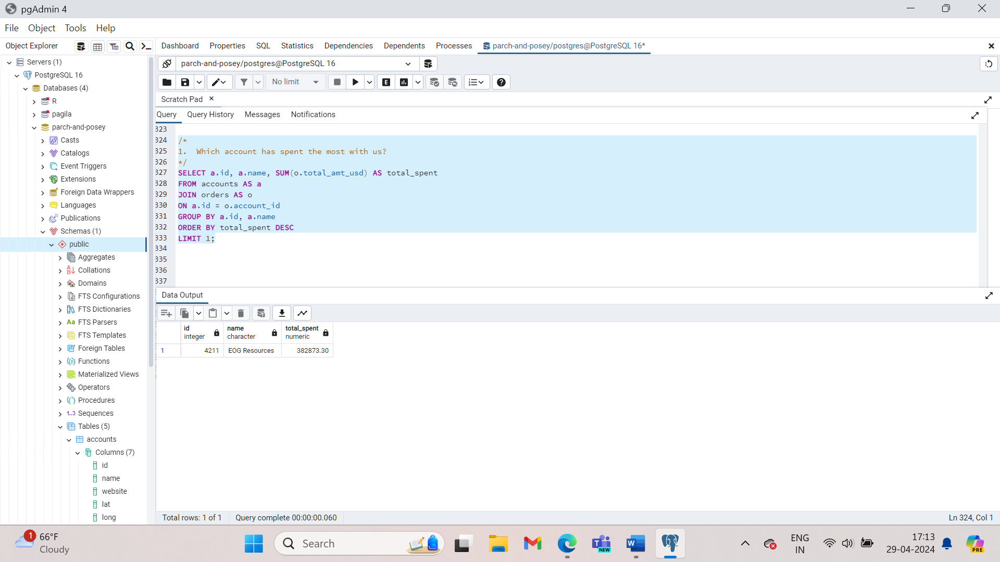 pgAdmin 4
File Object Tools Help
Object Explorer
Dashboard Properties SQL Statistics Dependencies Dependents Processes parch-and-posey/postgres@PostgreSQL 16*
Servers (1)
PostgreSQL 16
Databases (4)
R
pagila
parch-and-posey
Casts
Catalogs
Event Triggers
Extensions
Foreign Data Wrappers
Languages
Publications
Schemas (1)
public
Aggregates
Collations
Domains
FTS Configurations
FTS Dictionaries
Aa FTS Parsers
FTS Templates
Foreign Tables
Functions
Materialized Views
Operators
Procedures
1..3 Sequences
Tables (5)
accounts
Columns (7)
id
name
website
lat
long
parch-and-posey/postgres@PostgreSQL 16
No limit
E
Scratch Pad
Query Query History Messages Notifications
323
324 /*
325 1. Which account has spent the most with us?
326 */
327 SELECT a.id, a.name, SUM(o.total_amt_usd) AS total_spent
328 FROM accounts AS a
329 JOIN orders AS o
330 ON a.id = o.account_id
331 GROUP BY a.id, a.name
332 ORDER BY total_spent DESC
333 LIMIT 1;
334
335
336
337
Data Output
id name total_spent
integer character numeric
1 4211 EOG Resources 382873.30
Total rows: 1 of 1 Query complete 00:00:00.060 Ln 324, Col 1
1 66°F
Cloudy
Search
NEW
W
ENG
IN
17:13
29-04-2024
PRE